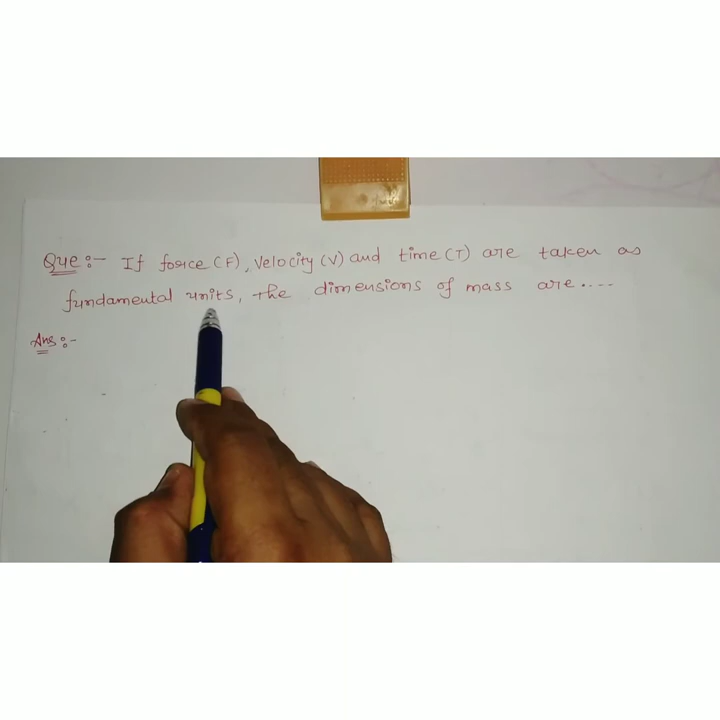 Que:- If force (F), Velocity (V) and time (T) are taken as
fundamental units, the dimensions of mass are....
Ans:-